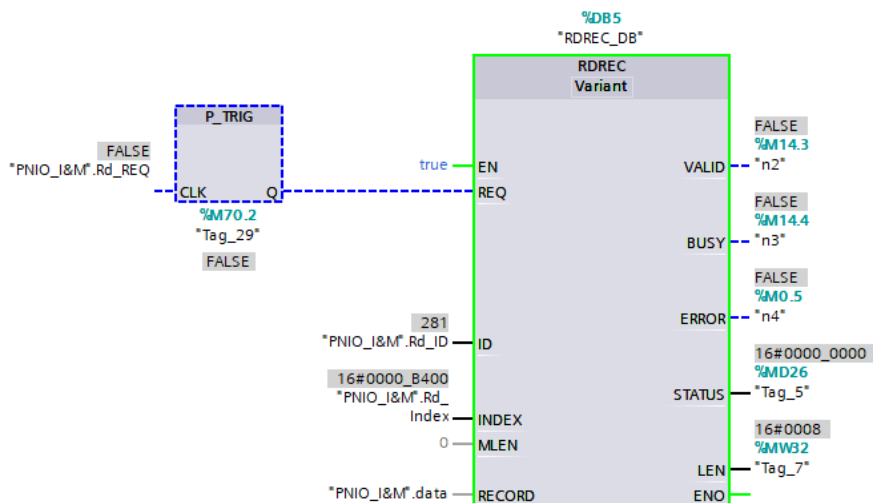 %DB5
"RDREC_DB"
RDREC
Variant
P_TRIG
FALSE
"PNIO_I&M".Rd_REQ
CLK
Q
%M70.2
"Tag_29"
FALSE
true
EN
REQ
281
"PNIO_I&M".Rd_ID
ID
16#0000_B400
"PNIO_I&M".Rd_
Index
INDEX
0
MLEN
"PNIO_I&M".data
RECORD
FALSE
%M14.3
VALID
"n2"
FALSE
%M14.4
BUSY
"n3"
FALSE
%M0.5
ERROR
"n4"
16#0000_0000
%MD26
STATUS
"Tag_5"
16#0008
%MW32
LEN
"Tag_7"
ENO